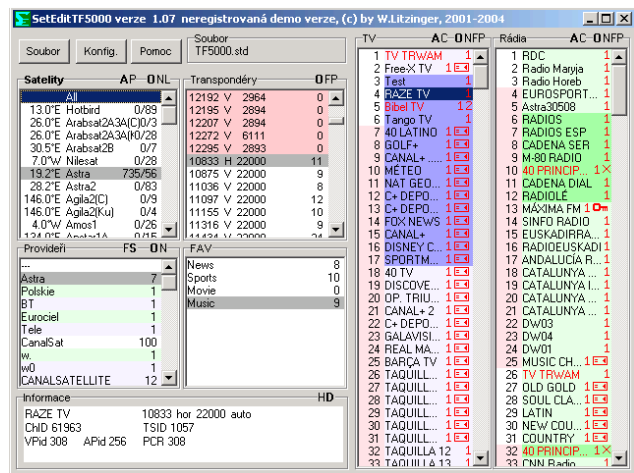 SetEditTF5000 verze 1.07 neregistrovaná demo verze, (c) by W.Litzinger, 2001-2004
Soubor
Konfig.
Pomoc
Soubor
TF5000.std
Satelity AP ONL
All
13.0°E Hotbird 0/89
26.0°E Arabsat2A3A(C)0/3
26.0°E Arabsat2A3A(K0/28
30.5°E Arabsat2B 0/7
7.0°W Nilesat 0/28
19.2°E Astra 735/56
28.2°E Astra2 0/83
146.0°E Agila2(C) 0/9
146.0°E Agila2(Ku) 0/4
4.0°W Amos1 0/26
Transpondéry OFP
12192 V 2964 0
12195 V 2894 0
12207 V 2894 0
12272 V 6111 0
12295 V 2893 0
10833 H 22000 11
10875 V 22000 9
11036 V 22000 8
11097 V 22000 12
11155 V 22000 10
11316 V 22000 9
11434 V 22000 24
Provideři FS ON
---
Astra 7
Polskie 1
BT 1
Eurociel 1
Tele 1
CanalSat 100
w. 1
w0 1
CANALSATELLITE 12
FAV
News 8
Sports 10
Movie 0
Music 9
Informace HD
RAZE TV 10833 hor 22000 auto
ChID 61963 TSID 1057
VPid 308 APid 256 PCR 308
TV AC ONFP
1 TV TRWAM 1
2 Free-X TV 1
3 Test 1
4 RAZE TV 1
5 Bibel TV 12
6 Tango TV 1
7 40 LATINO 1
8 GOLF+ 1
9 CANAL+ .... 1
10 MÉTEO 1
11 NAT GEO... 1
12 C+ DEPO... 1
13 C+ DEPO... 1
14 FOX NEWS 1
15 CANAL+ 1
16 DISNEY C... 1
17 SPORTM... 1
18 40 TV 1
19 DISCOVE... 1
20 OP. TRIU... 1
21 CANAL+ 2 1
22 C+ DEPO... 1
23 GALAVISI... 1
24 REAL MA... 1
25 BARÇA TV 1
26 TAQUILL... 1
27 TAQUILL... 1
28 TAQUILL... 1
29 TAQUILL... 1
30 TAQUILL... 1
31 TAQUILL... 1
32 TAQUILLA 12 1
33 TAQUILLA 13 1
Rádia AC ONFP
1 RDC 1
2 Radio Maryja 1
3 Radio Horeb 1
4 EUROSPORT... 1
5 Astra30508 1
6 RADIOS 1
7 RADIOS ESP 1
8 CADENA SER 1
9 M-80 RADIO 1
10 40 PRINCIP... 1
11 CADENA DIAL 1
12 RADIOLÉ 1
13 MÁXIMA FM 1
14 SINFO RADIO 1
15 EUSKADIRRA... 1
16 RADIOEUSKADI 1
17 ANDALUCÍA R... 1
18 CATALUNYA ... 1
19 CATALUNYA I... 1
20 CATALUNYA ... 1
21 CATALUNYA ... 1
22 DW03 1
23 DW04 1
24 DW01 1
25 MUSIC CH... 1
26 TV TRWAM 1
27 OLD GOLD 1
28 SOUL CLA... 1
29 LATIN 1
30 NEW COU... 1
31 COUNTRY 1
32 40 PRINCIP... 1
33 CNN Radio 1